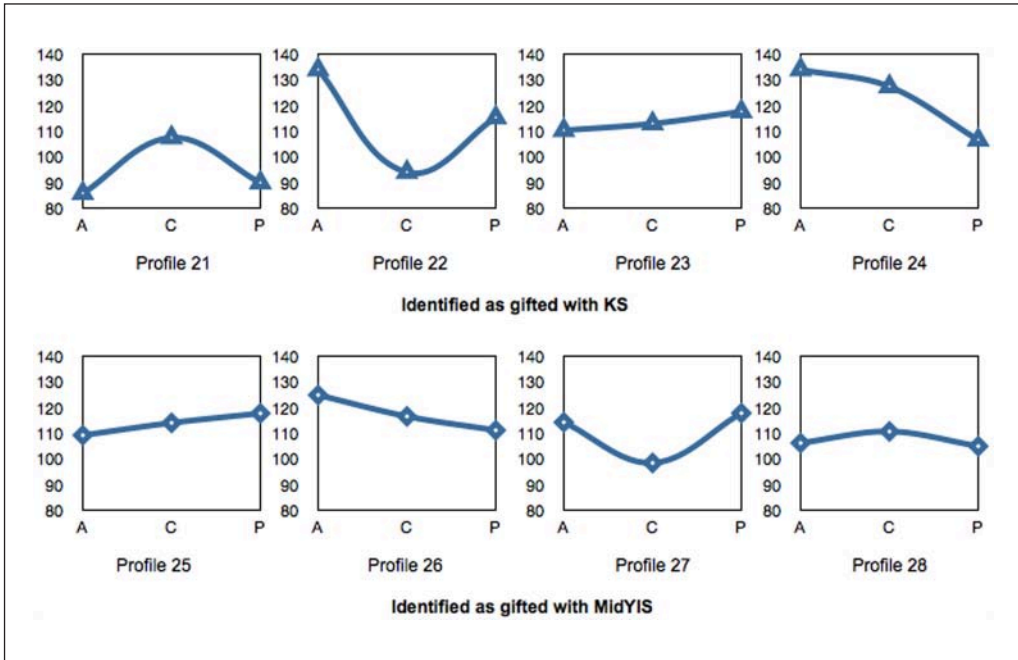 140 140 140 140
130 130 130 130
120 120 120 120
110 110 110 110
100 100 100 100
90 90 90 90
80 80 80 80
A C P A C P A C P A C P
Profile 21 Profile 22 Profile 23 Profile 24
Identified as gifted with KS
140 140 140 140
130 130 130 130
120 120 120 120
110 110 110 110
100 100 100 100
90 90 90 90
80 80 80 80
A C P A C P A C P A C P
Profile 25 Profile 26 Profile 27 Profile 28
Identified as gifted with MidYIS